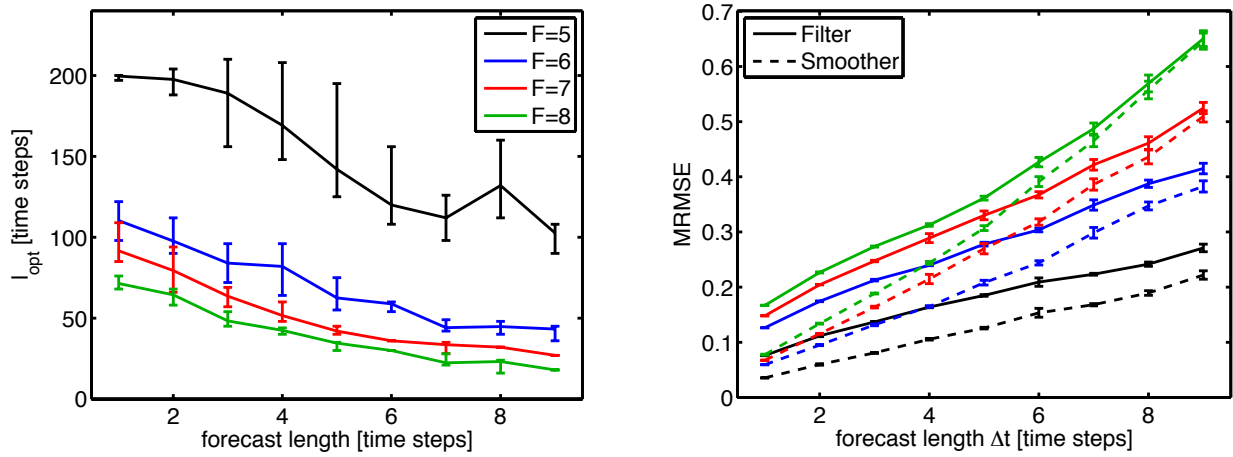 F=5
F=6
F=7
F=8
200
150
100
50
0
2
4
6
8
l_opt [time steps]
forecast length [time steps]
Filter
Smoother
0.7
0.6
0.5
0.4
0.3
0.2
0.1
0
2
4
6
8
MRMSE
forecast length Δt [time steps]